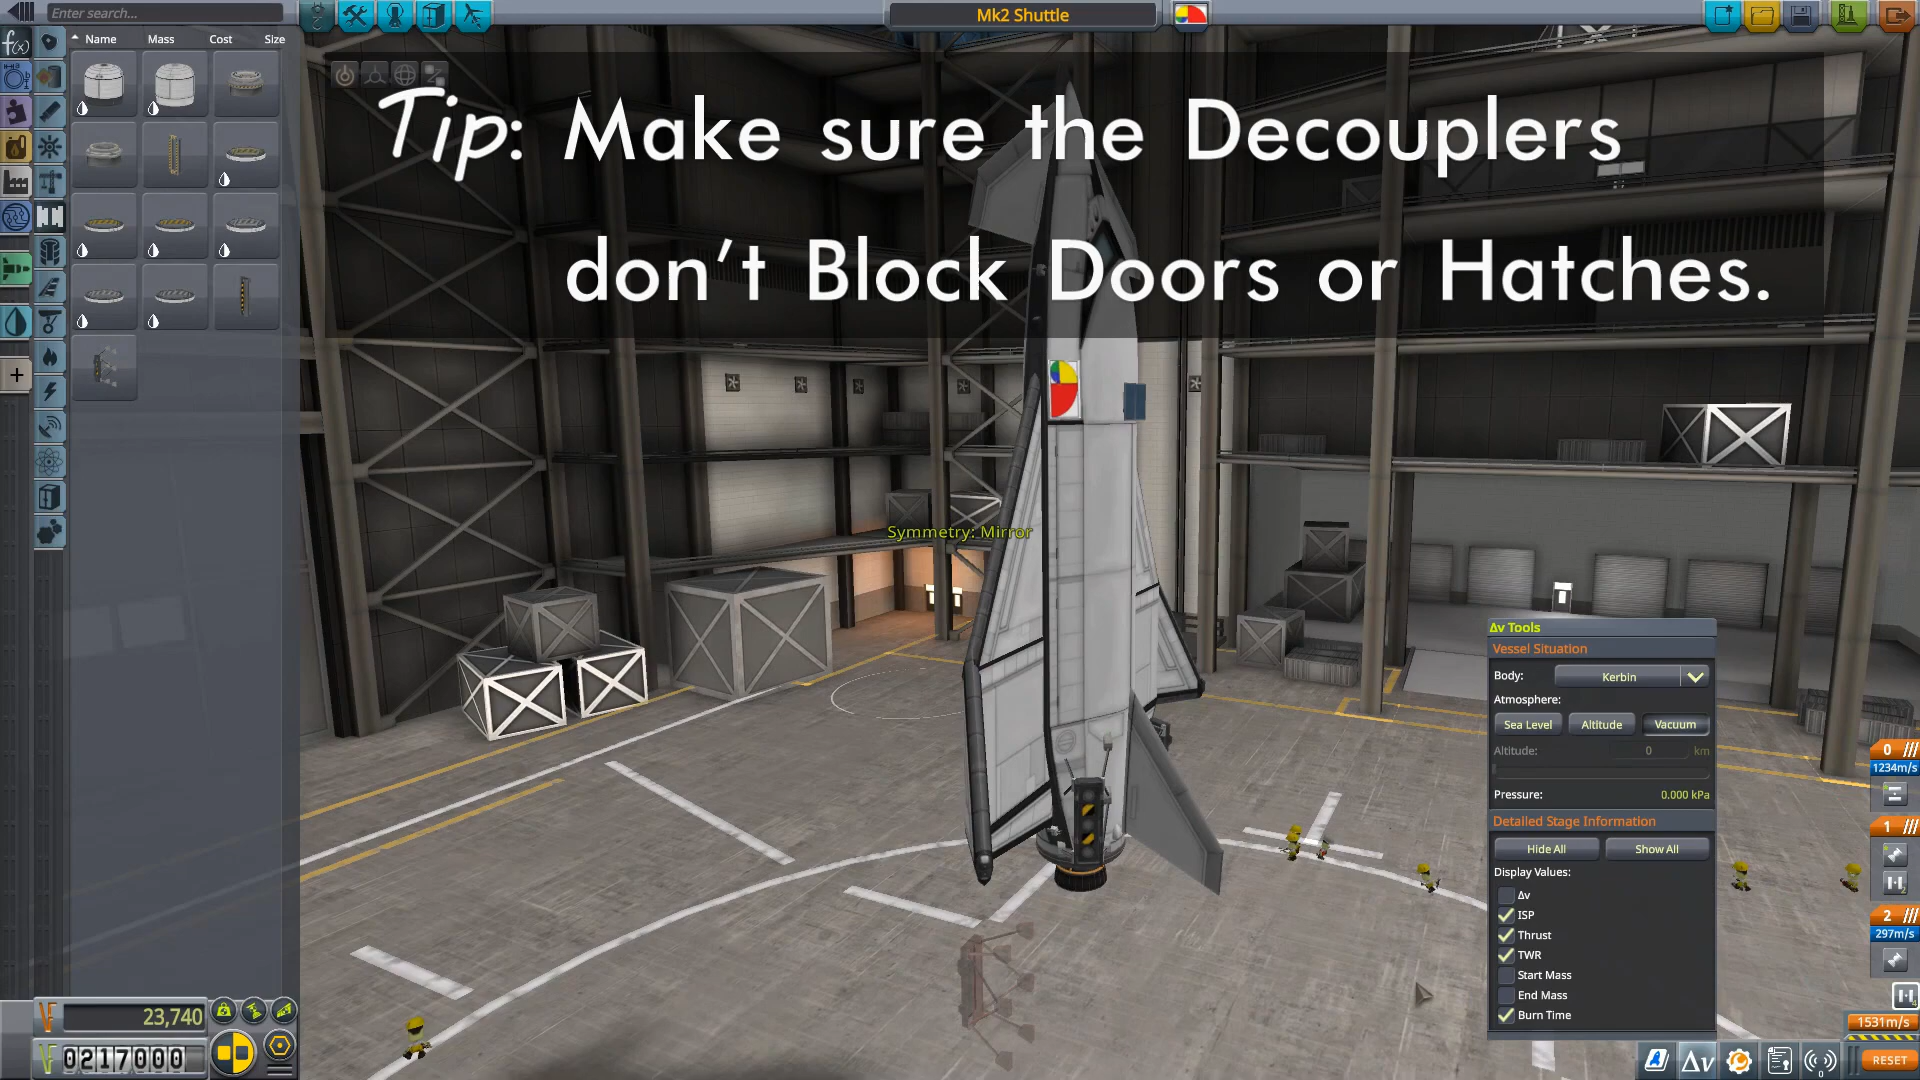 Enter search...
Mk2 Shuttle
Name Mass Cost Size
Tip: Make sure the Decouplers
don't Block Doors or Hatches.
Symmetry: Mirror
Δv Tools
Vessel Situation
Body: Kerbin
Atmosphere:
Sea Level Altitude Vacuum
Altitude: 0 km
Pressure: 0.000 kPa
Detailed Stage Information
Hide All Show All
Display Values:
Δv
ISP
Thrust
TWR
Start Mass
End Mass
Burn Time
0
1234m/s
1
2
297m/s
1531m/s
23,740
0217000
Δv
RESET